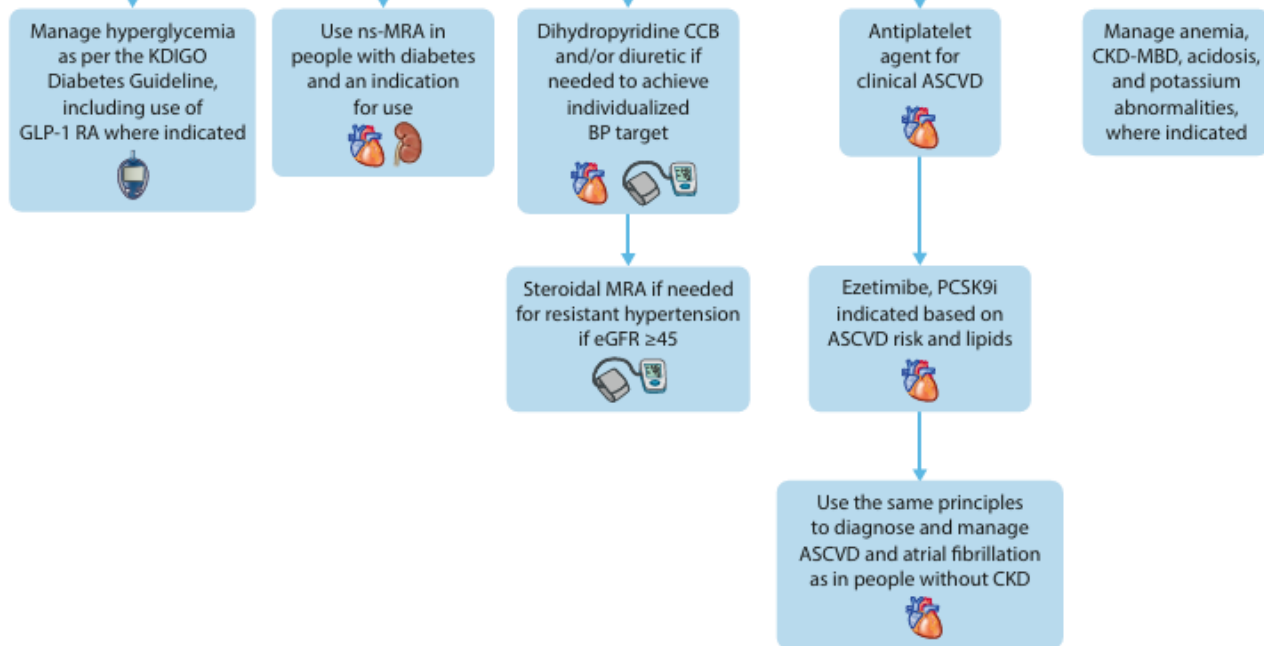 Manage hyperglycemia
as per the KDIGO
Diabetes Guideline,
including use of
GLP-1 RA where indicated
Use ns-MRA in
people with diabetes
and an indication
for use
Dihydropyridine CCB
and/or diuretic if
needed to achieve
individualized
BP target
Antiplatelet
agent for
clinical ASCVD
Manage anemia,
CKD-MBD, acidosis,
and potassium
abnormalities,
where indicated
Steroidal MRA if needed
for resistant hypertension
if eGFR ≥45
Ezetimibe, PCSK9i
indicated based on
ASCVD risk and lipids
Use the same principles
to diagnose and manage
ASCVD and atrial fibrillation
as in people without CKD